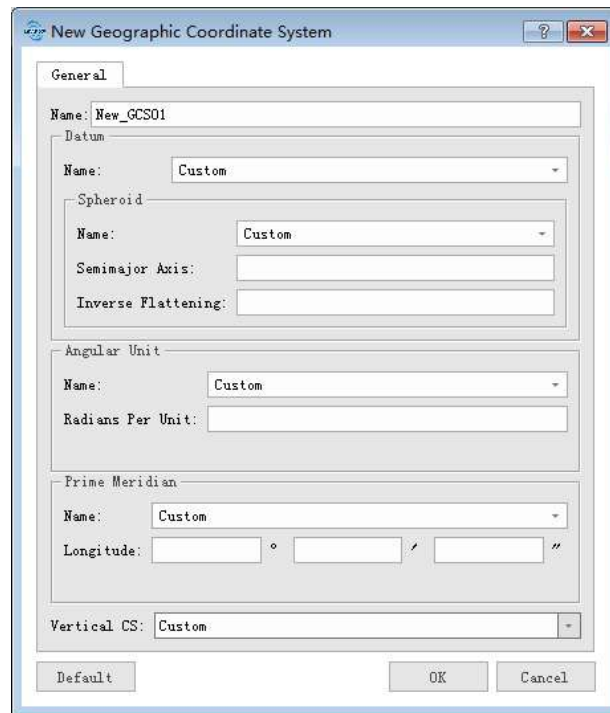 New Geographic Coordinate System
General
Name: New_GCS01
Datum
Name: Custom
Spheroid
Name: Custom
Semimajor Axis:
Inverse Flattening:
Angular Unit
Name: Custom
Radians Per Unit:
Prime Meridian
Name: Custom
Longitude: ° ′ ″
Vertical CS: Custom
Default OK Cancel